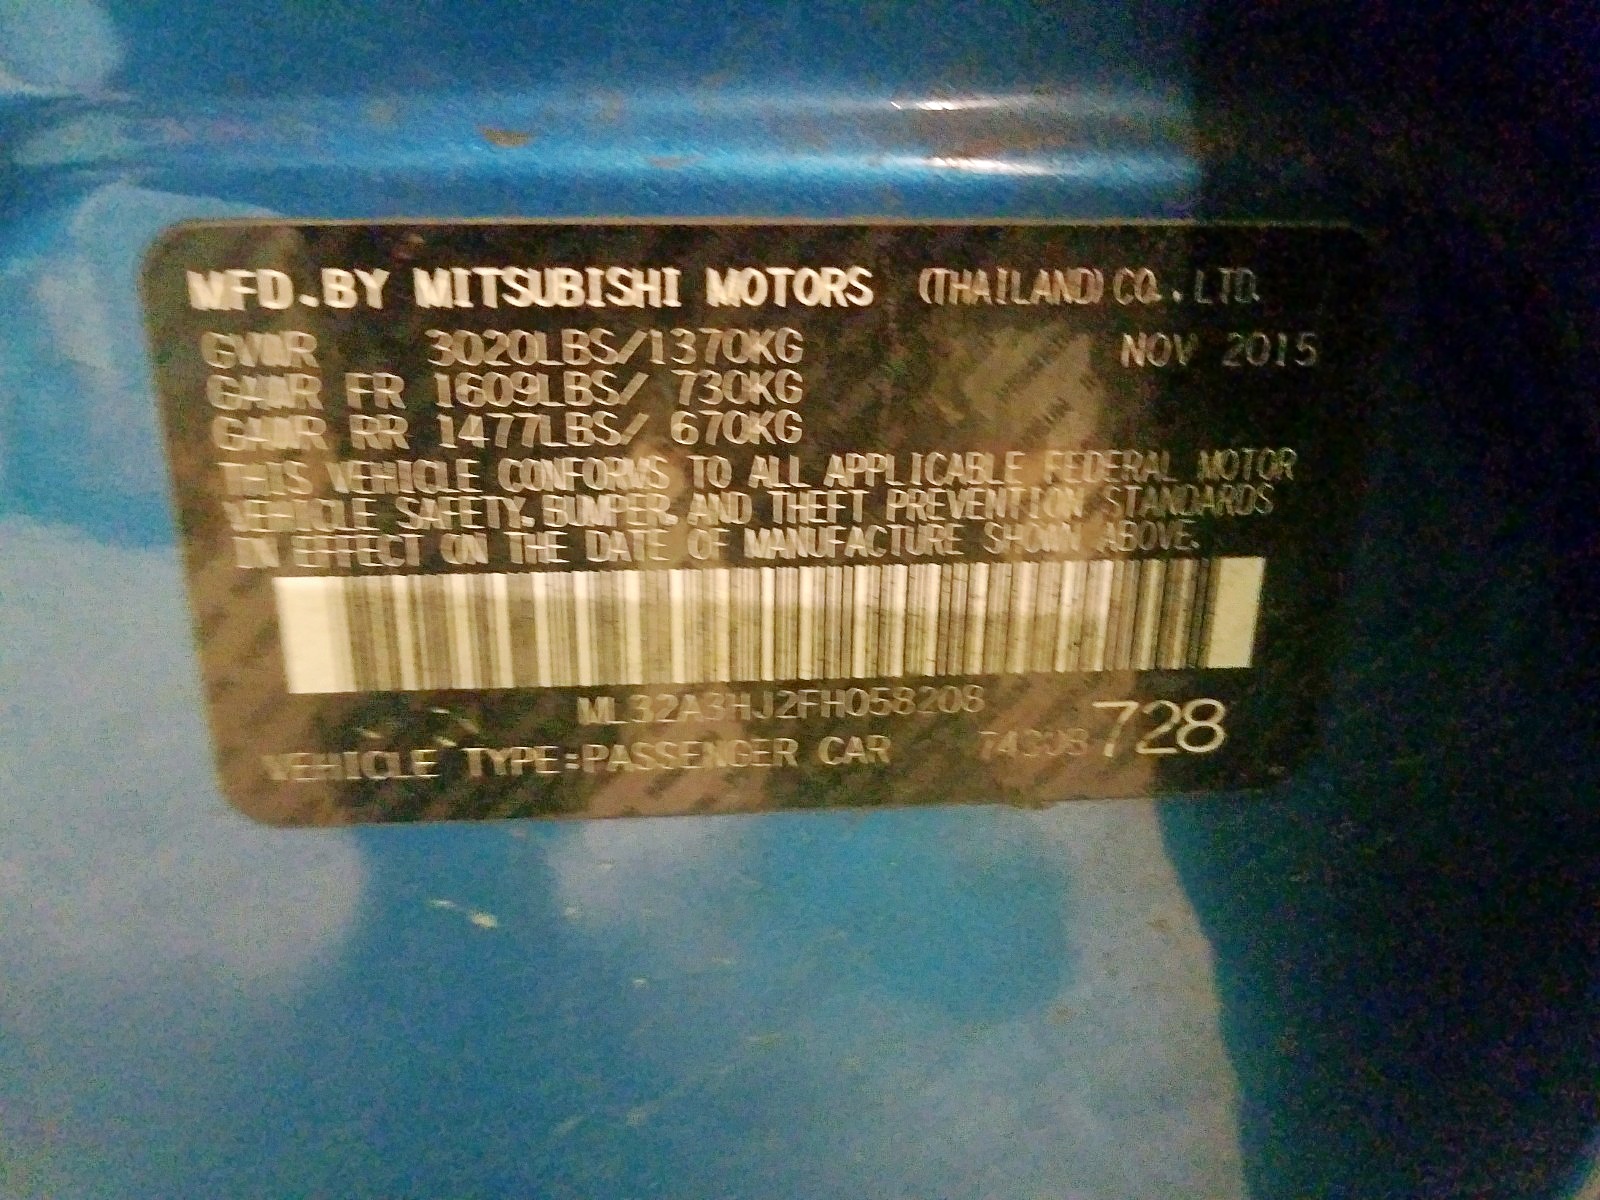 MFD.BY MITSUBISHI MOTORS (THAILAND) CO., LTD.
GVWR 3020LBS/1370KG NOV 2015
GAWR FR 1609LBS/ 730KG
GAWR RR 1477LBS/ 670KG
THIS VEHICLE CONFORMS TO ALL APPLICABLE FEDERAL MOTOR
VEHICLE SAFETY, BUMPER, AND THEFT PREVENTION STANDARDS
IN EFFECT ON THE DATE OF MANUFACTURE SHOWN ABOVE.
ML32A3HJ2FH058208
VEHICLE TYPE:PASSENGER CAR 728